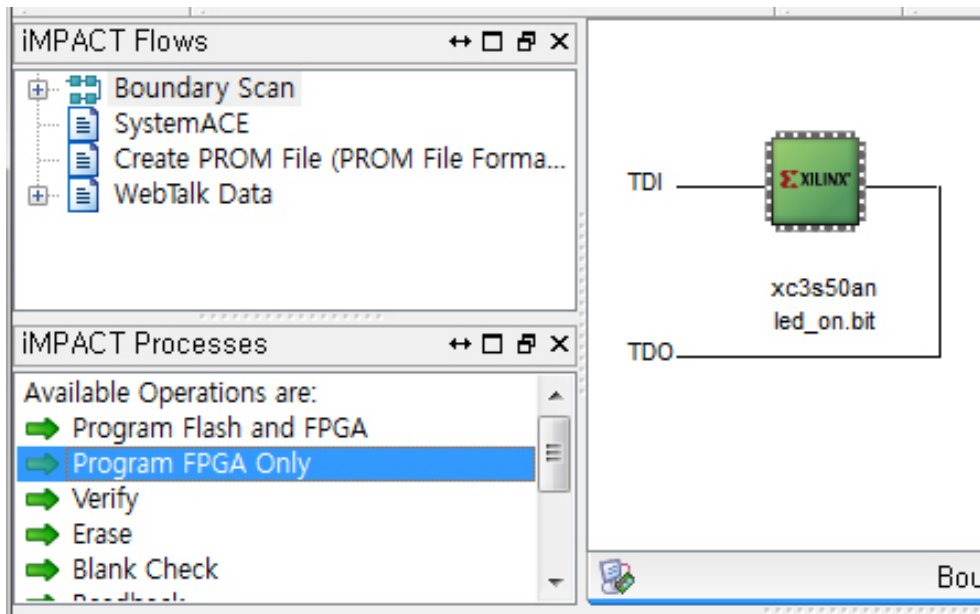 iMPACT Flows
Boundary Scan
SystemACE
Create PROM File (PROM File Forma...
WebTalk Data
iMPACT Processes
Available Operations are:
Program Flash and FPGA
Program FPGA Only
Verify
Erase
Blank Check
TDI
XILINX
xc3s50an
led_on.bit
TDO
Bou